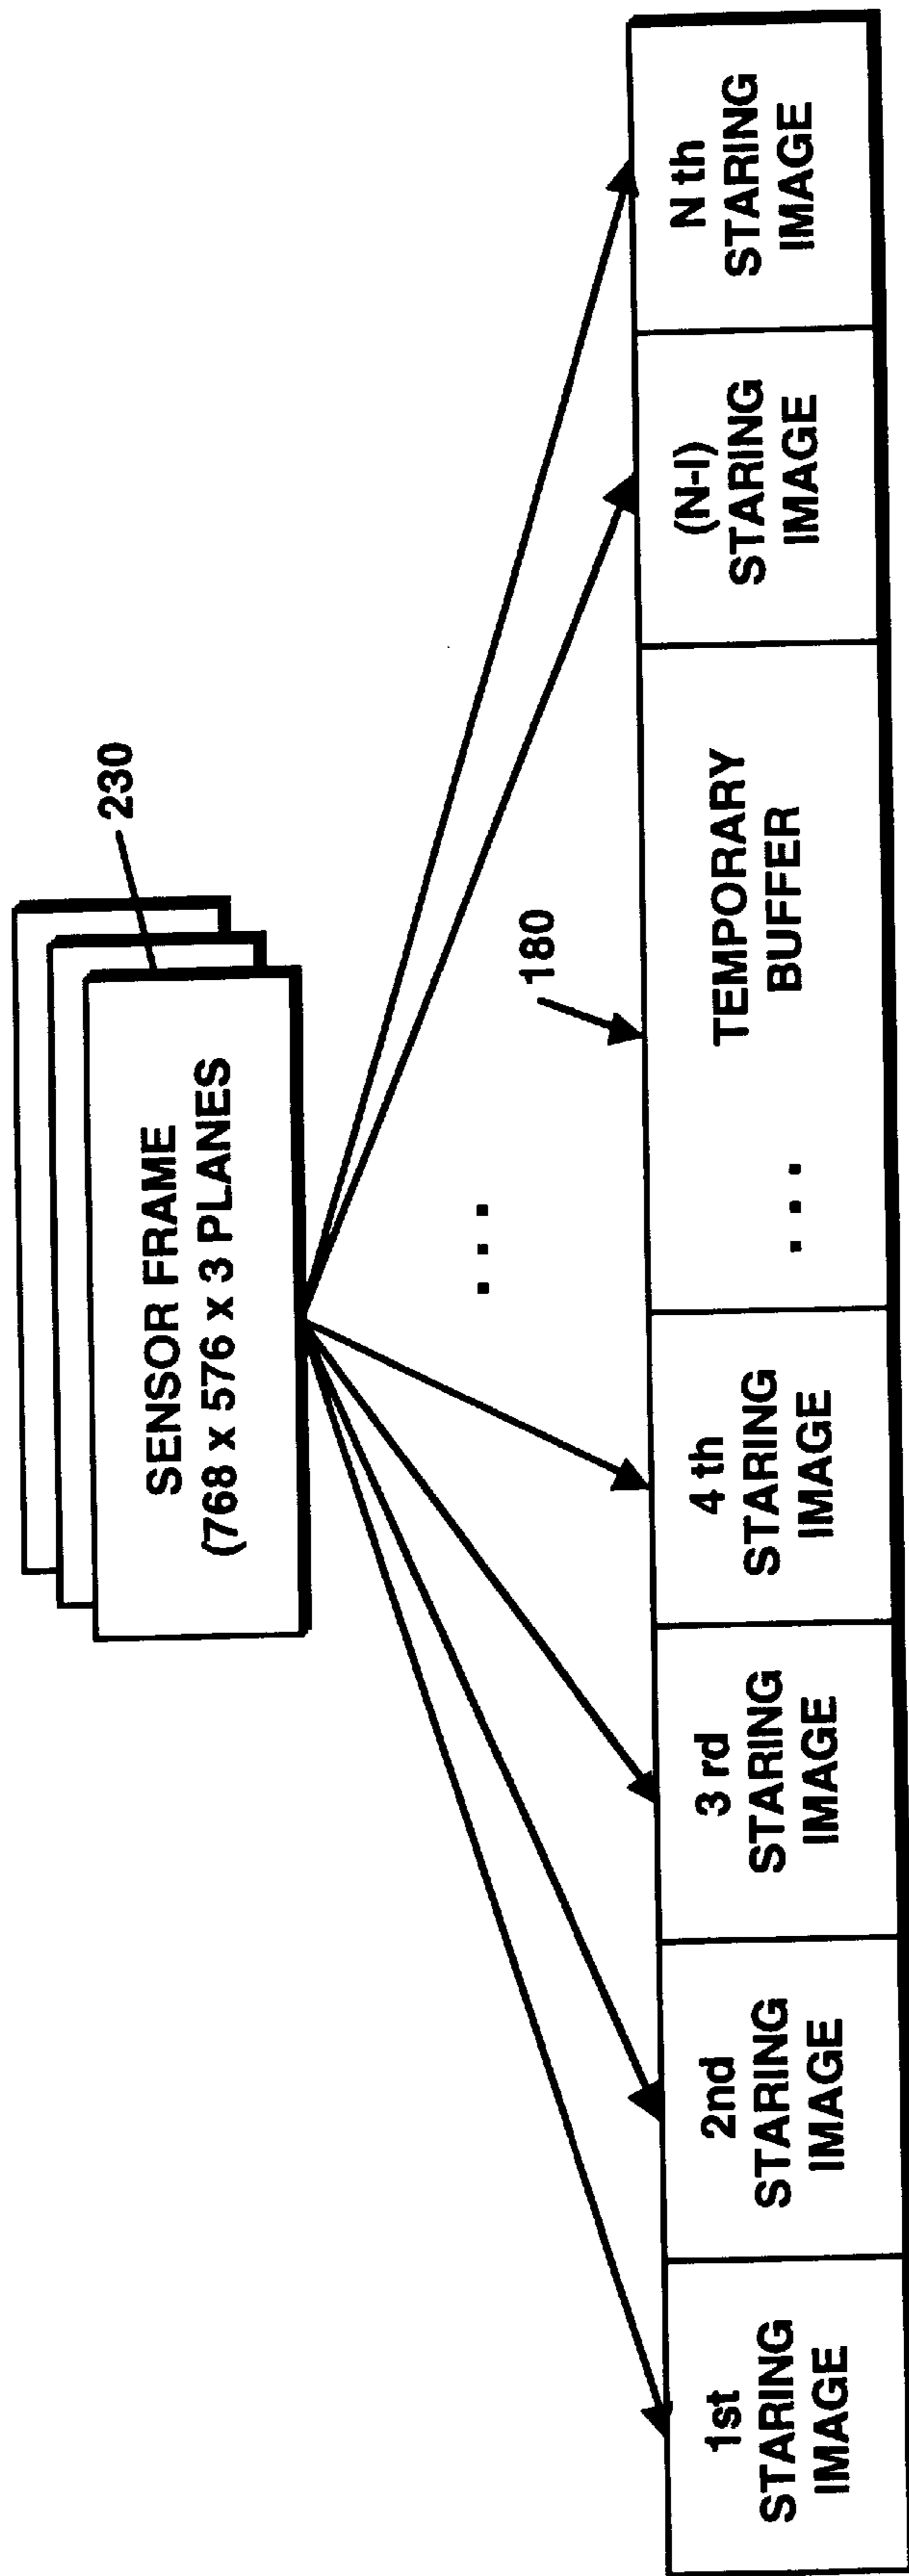 230
SENSOR FRAME
(768 x 576 x 3 PLANES
180
. . .
1st
STARING
IMAGE
2nd
STARING
IMAGE
3 rd
STARING
IMAGE
4 th
STARING
IMAGE
. . .
TEMPORARY
BUFFER
(N-I)
STARING
IMAGE
N th
STARING
IMAGE